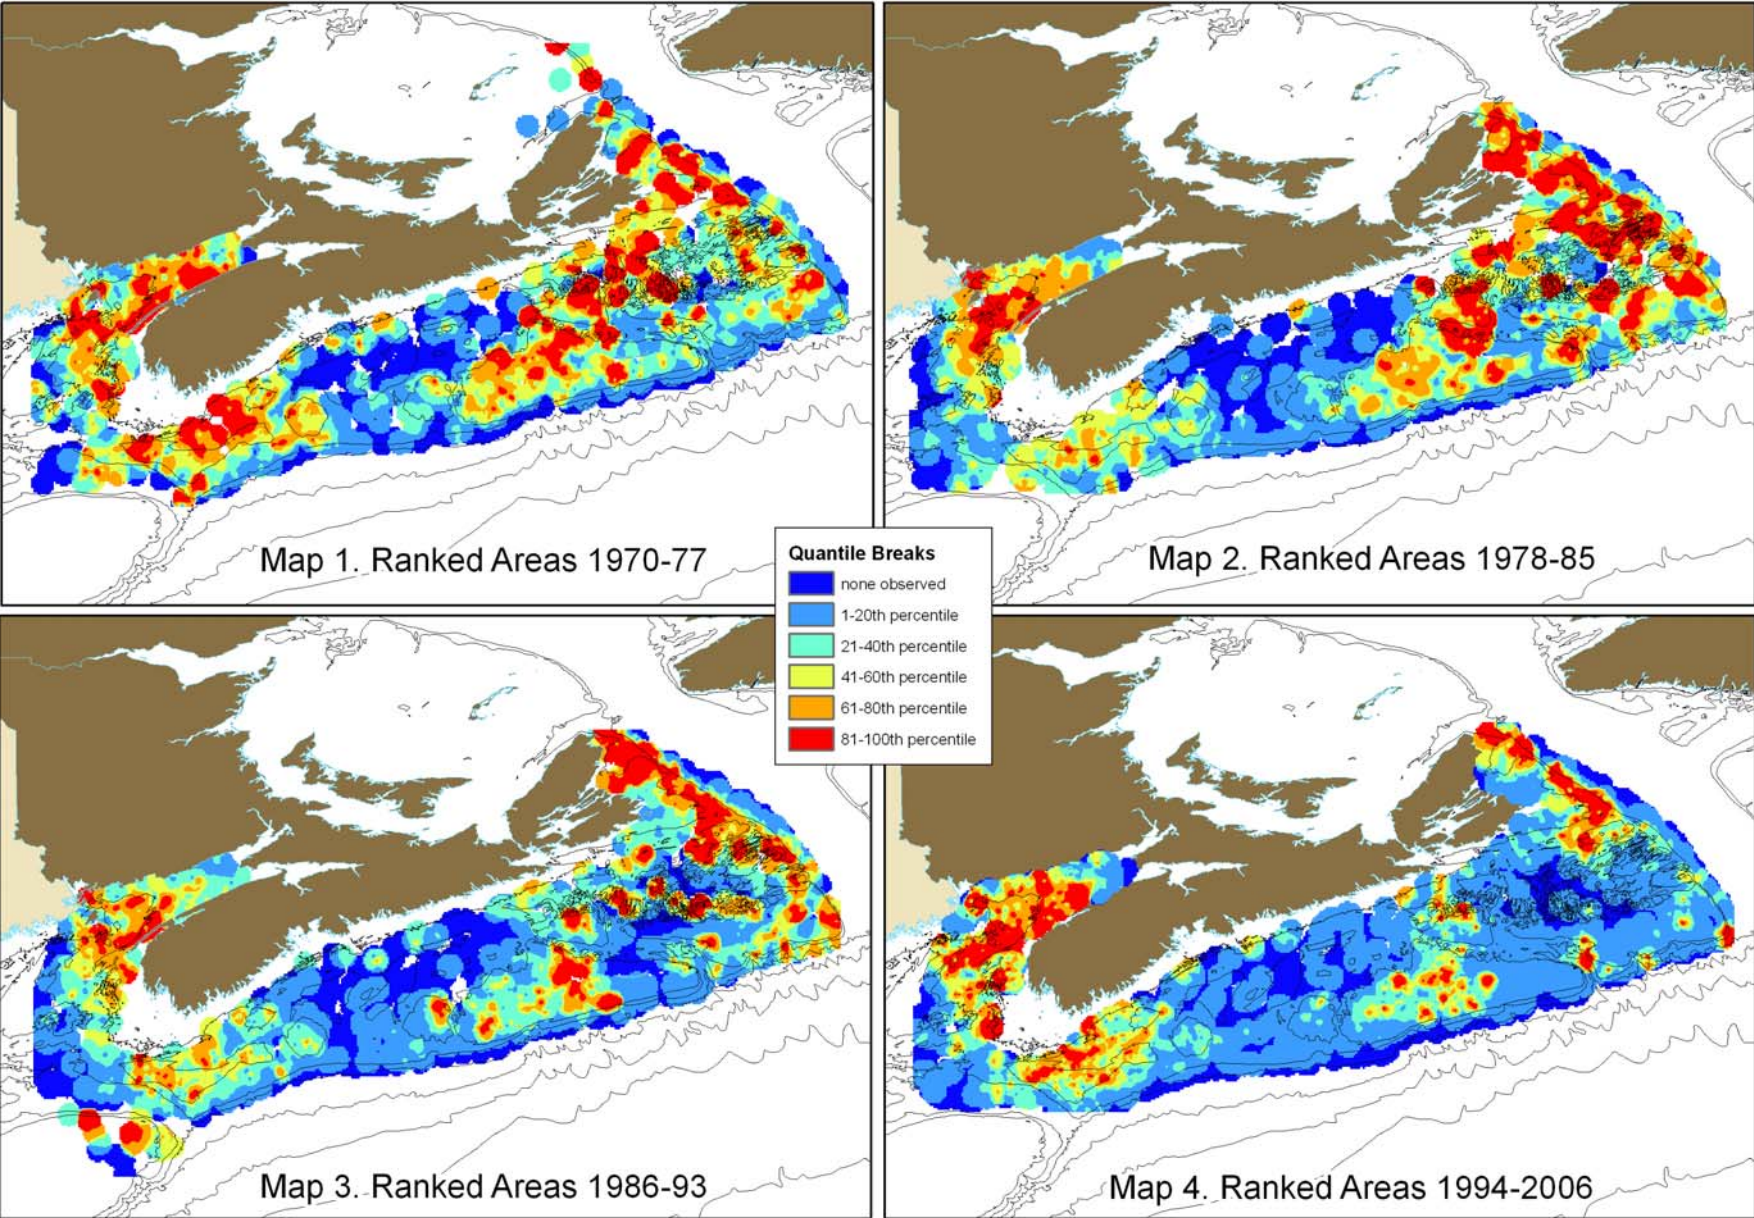 Map 1. Ranked Areas 1970-77
Map 2. Ranked Areas 1978-85
Quantile Breaks
none observed
1-20th percentile
21-40th percentile
41-60th percentile
61-80th percentile
81-100th percentile
Map 3. Ranked Areas 1986-93
Map 4. Ranked Areas 1994-2006